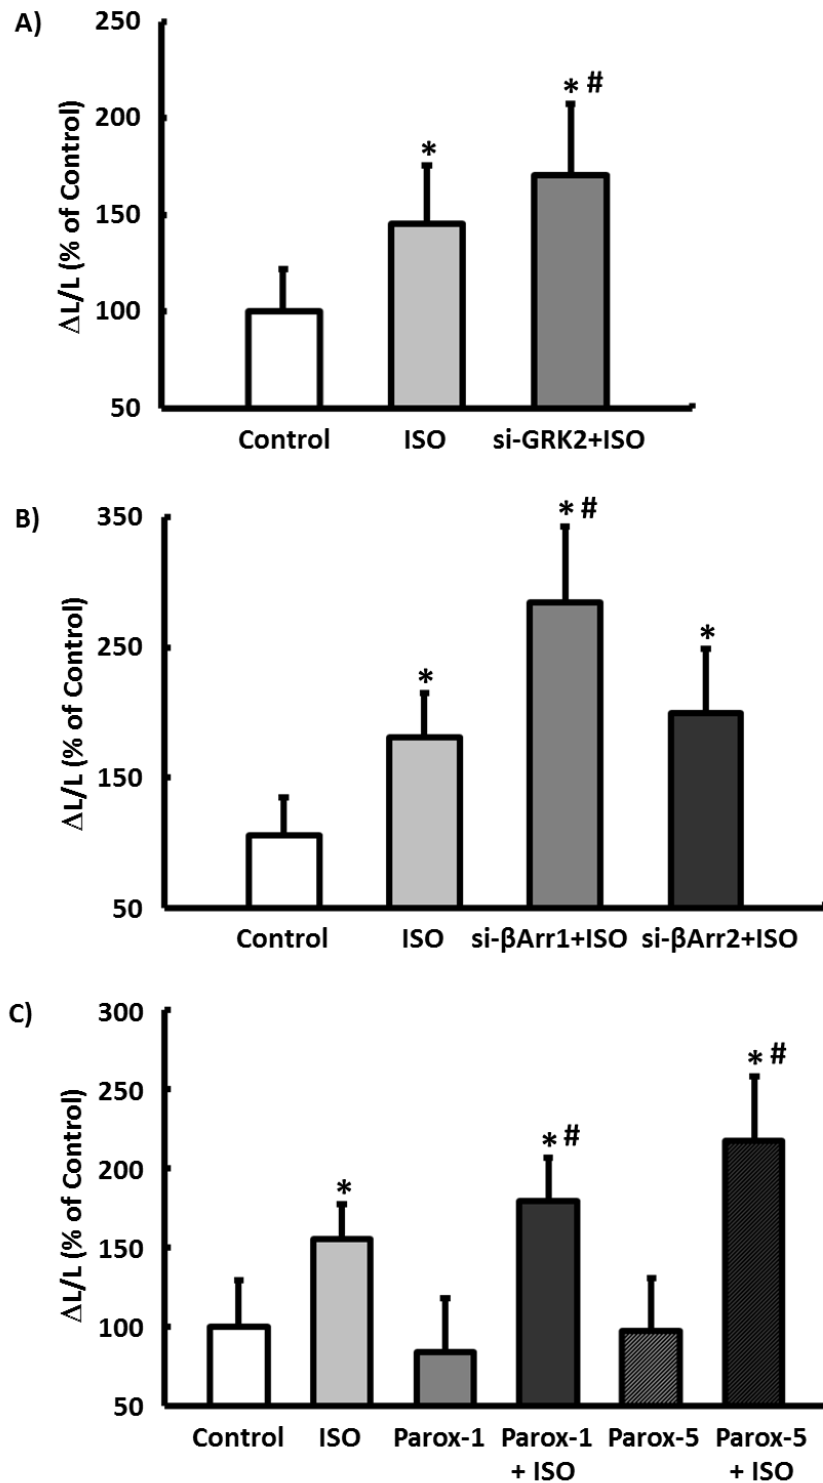 A)
ΔL/L (% of Control)
250
200
150
100
50
*
* #
Control ISO si-GRK2+ISO
B)
ΔL/L (% of Control)
350
250
150
50
*
* #
*
Control ISO si-βArr1+ISO si-βArr2+ISO
C)
ΔL/L (% of Control)
300
250
200
150
100
50
*
* #
* #
Control ISO Parox-1 Parox-1 Parox-5 Parox-5
+ ISO + ISO